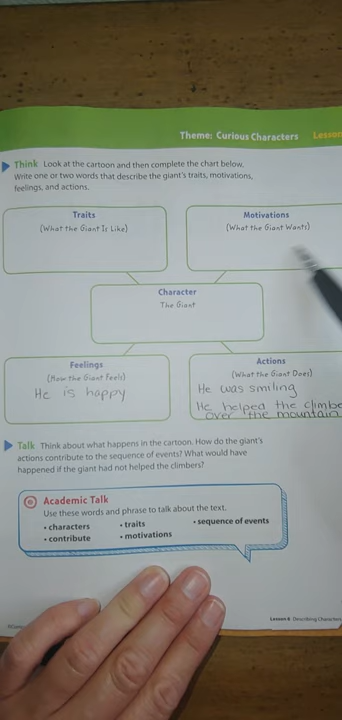 Theme: Curious Characters Lesson
Think Look at the cartoon and then complete the chart below.
Write one or two words that describe the giant's traits, motivations,
feelings, and actions.
Traits
(What the Giant Is Like)
Motivations
(What the Giant Wants)
Character
The Giant
Feelings
(How the Giant Feels)
He is happy
Actions
(What the Giant Does)
He was smiling
He helped the climbe
over the mountain
Talk Think about what happens in the cartoon. How do the giant's
actions contribute to the sequence of events? What would have
happened if the giant had not helped the climbers?
Academic Talk
Use these words and phrase to talk about the text.
• characters • traits • sequence of events
• contribute • motivations
Lesson 6 Describing Characters